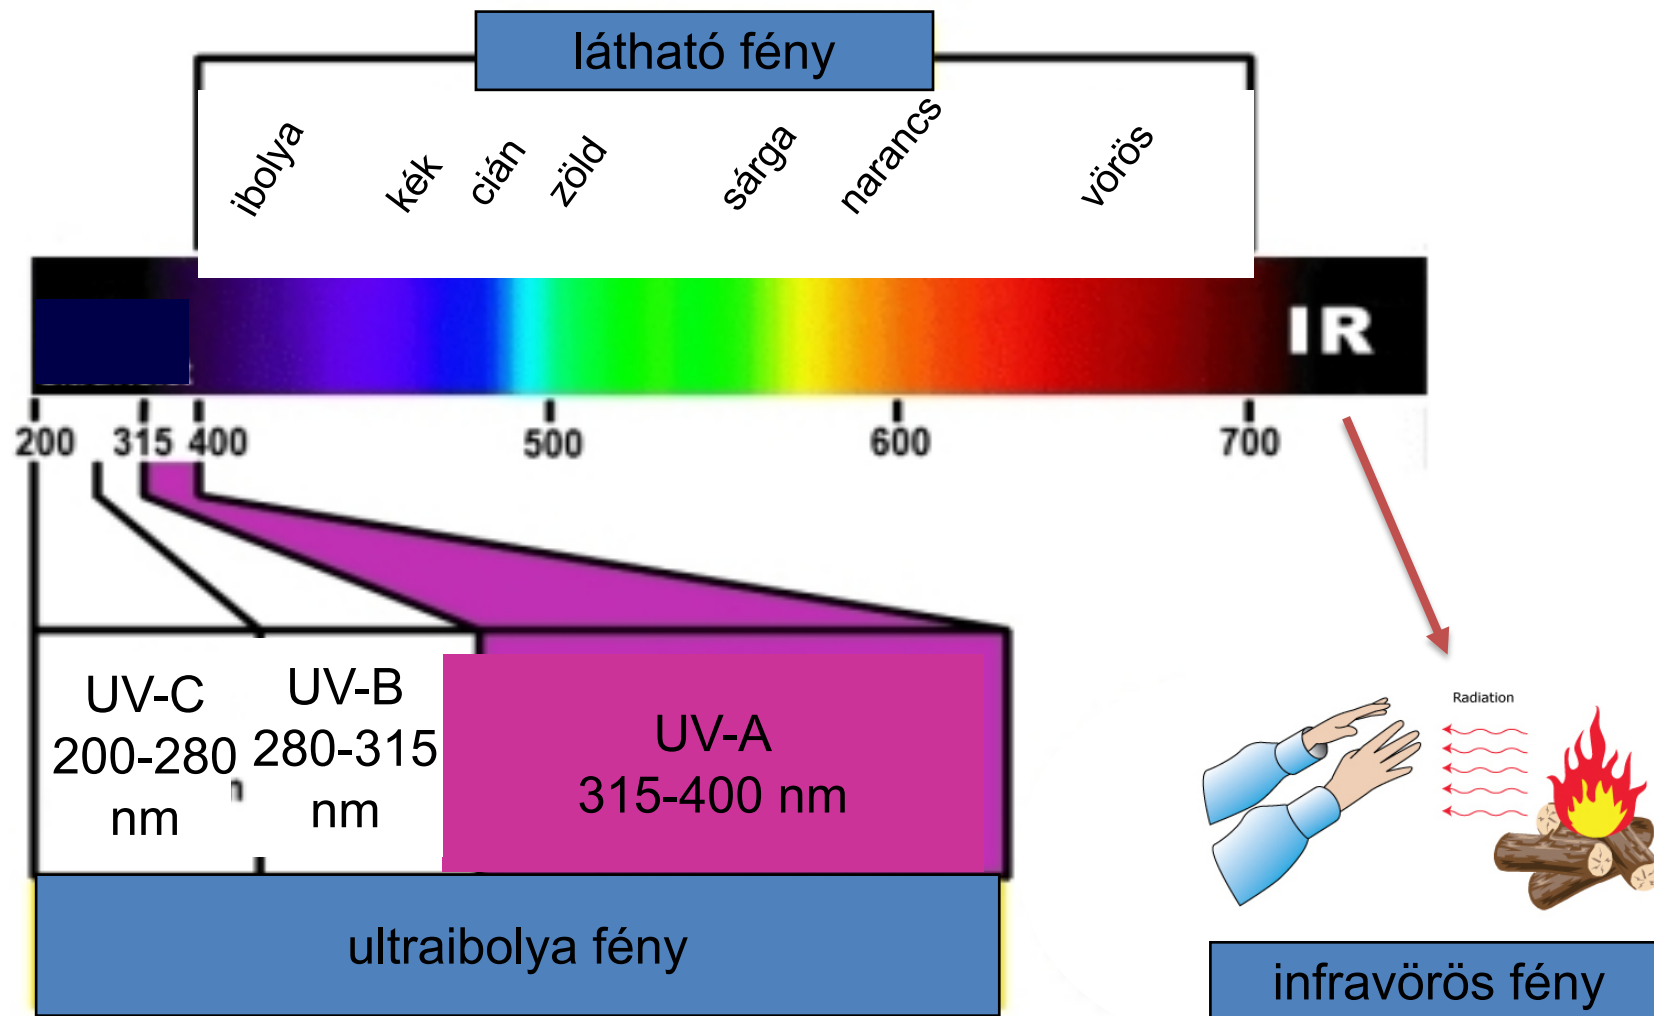 látható fény
ibolya
kék
cián
zöld
sárga
narancs
vörös
IR
200 315 400 500 600 700
UV-C
200-280
nm
UV-B
280-315
nm
UV-A
315-400 nm
Radiation
ultraibolya fény
infravörös fény